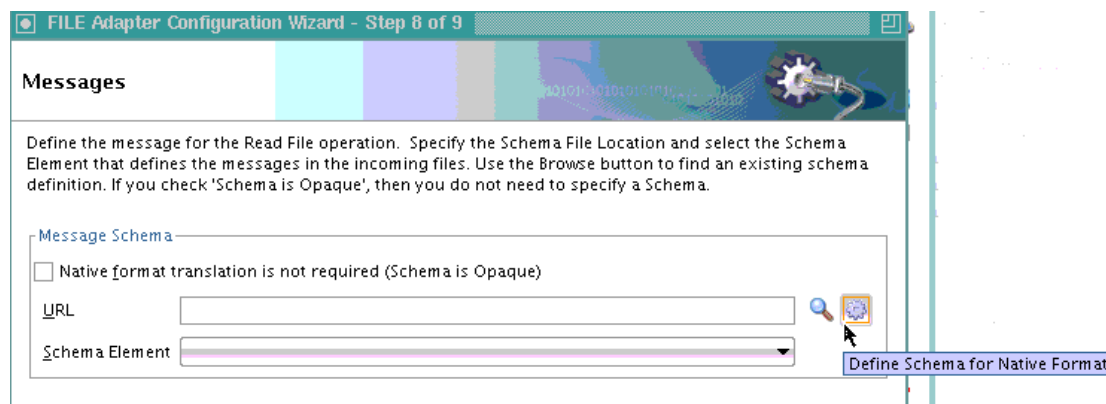 FILE Adapter Configuration Wizard - Step 8 of 9
Messages
Define the message for the Read File operation.  Specify the Schema File Location and select the Schema
Element that defines the messages in the incoming files. Use the Browse button to find an existing schema
definition. If you check 'Schema is Opaque', then you do not need to specify a Schema.
Message Schema
Native format translation is not required (Schema is Opaque)
URL
Schema Element
Define Schema for Native Format